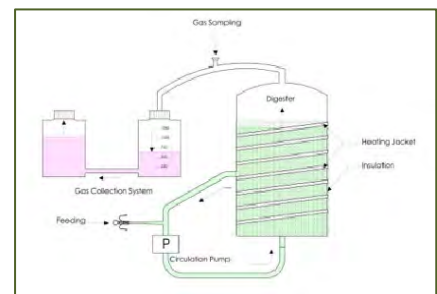 Gas Sampling
Digester
Heating Jacket
Insulation
Gas Collection System
Feeding
P
Circulation Pump